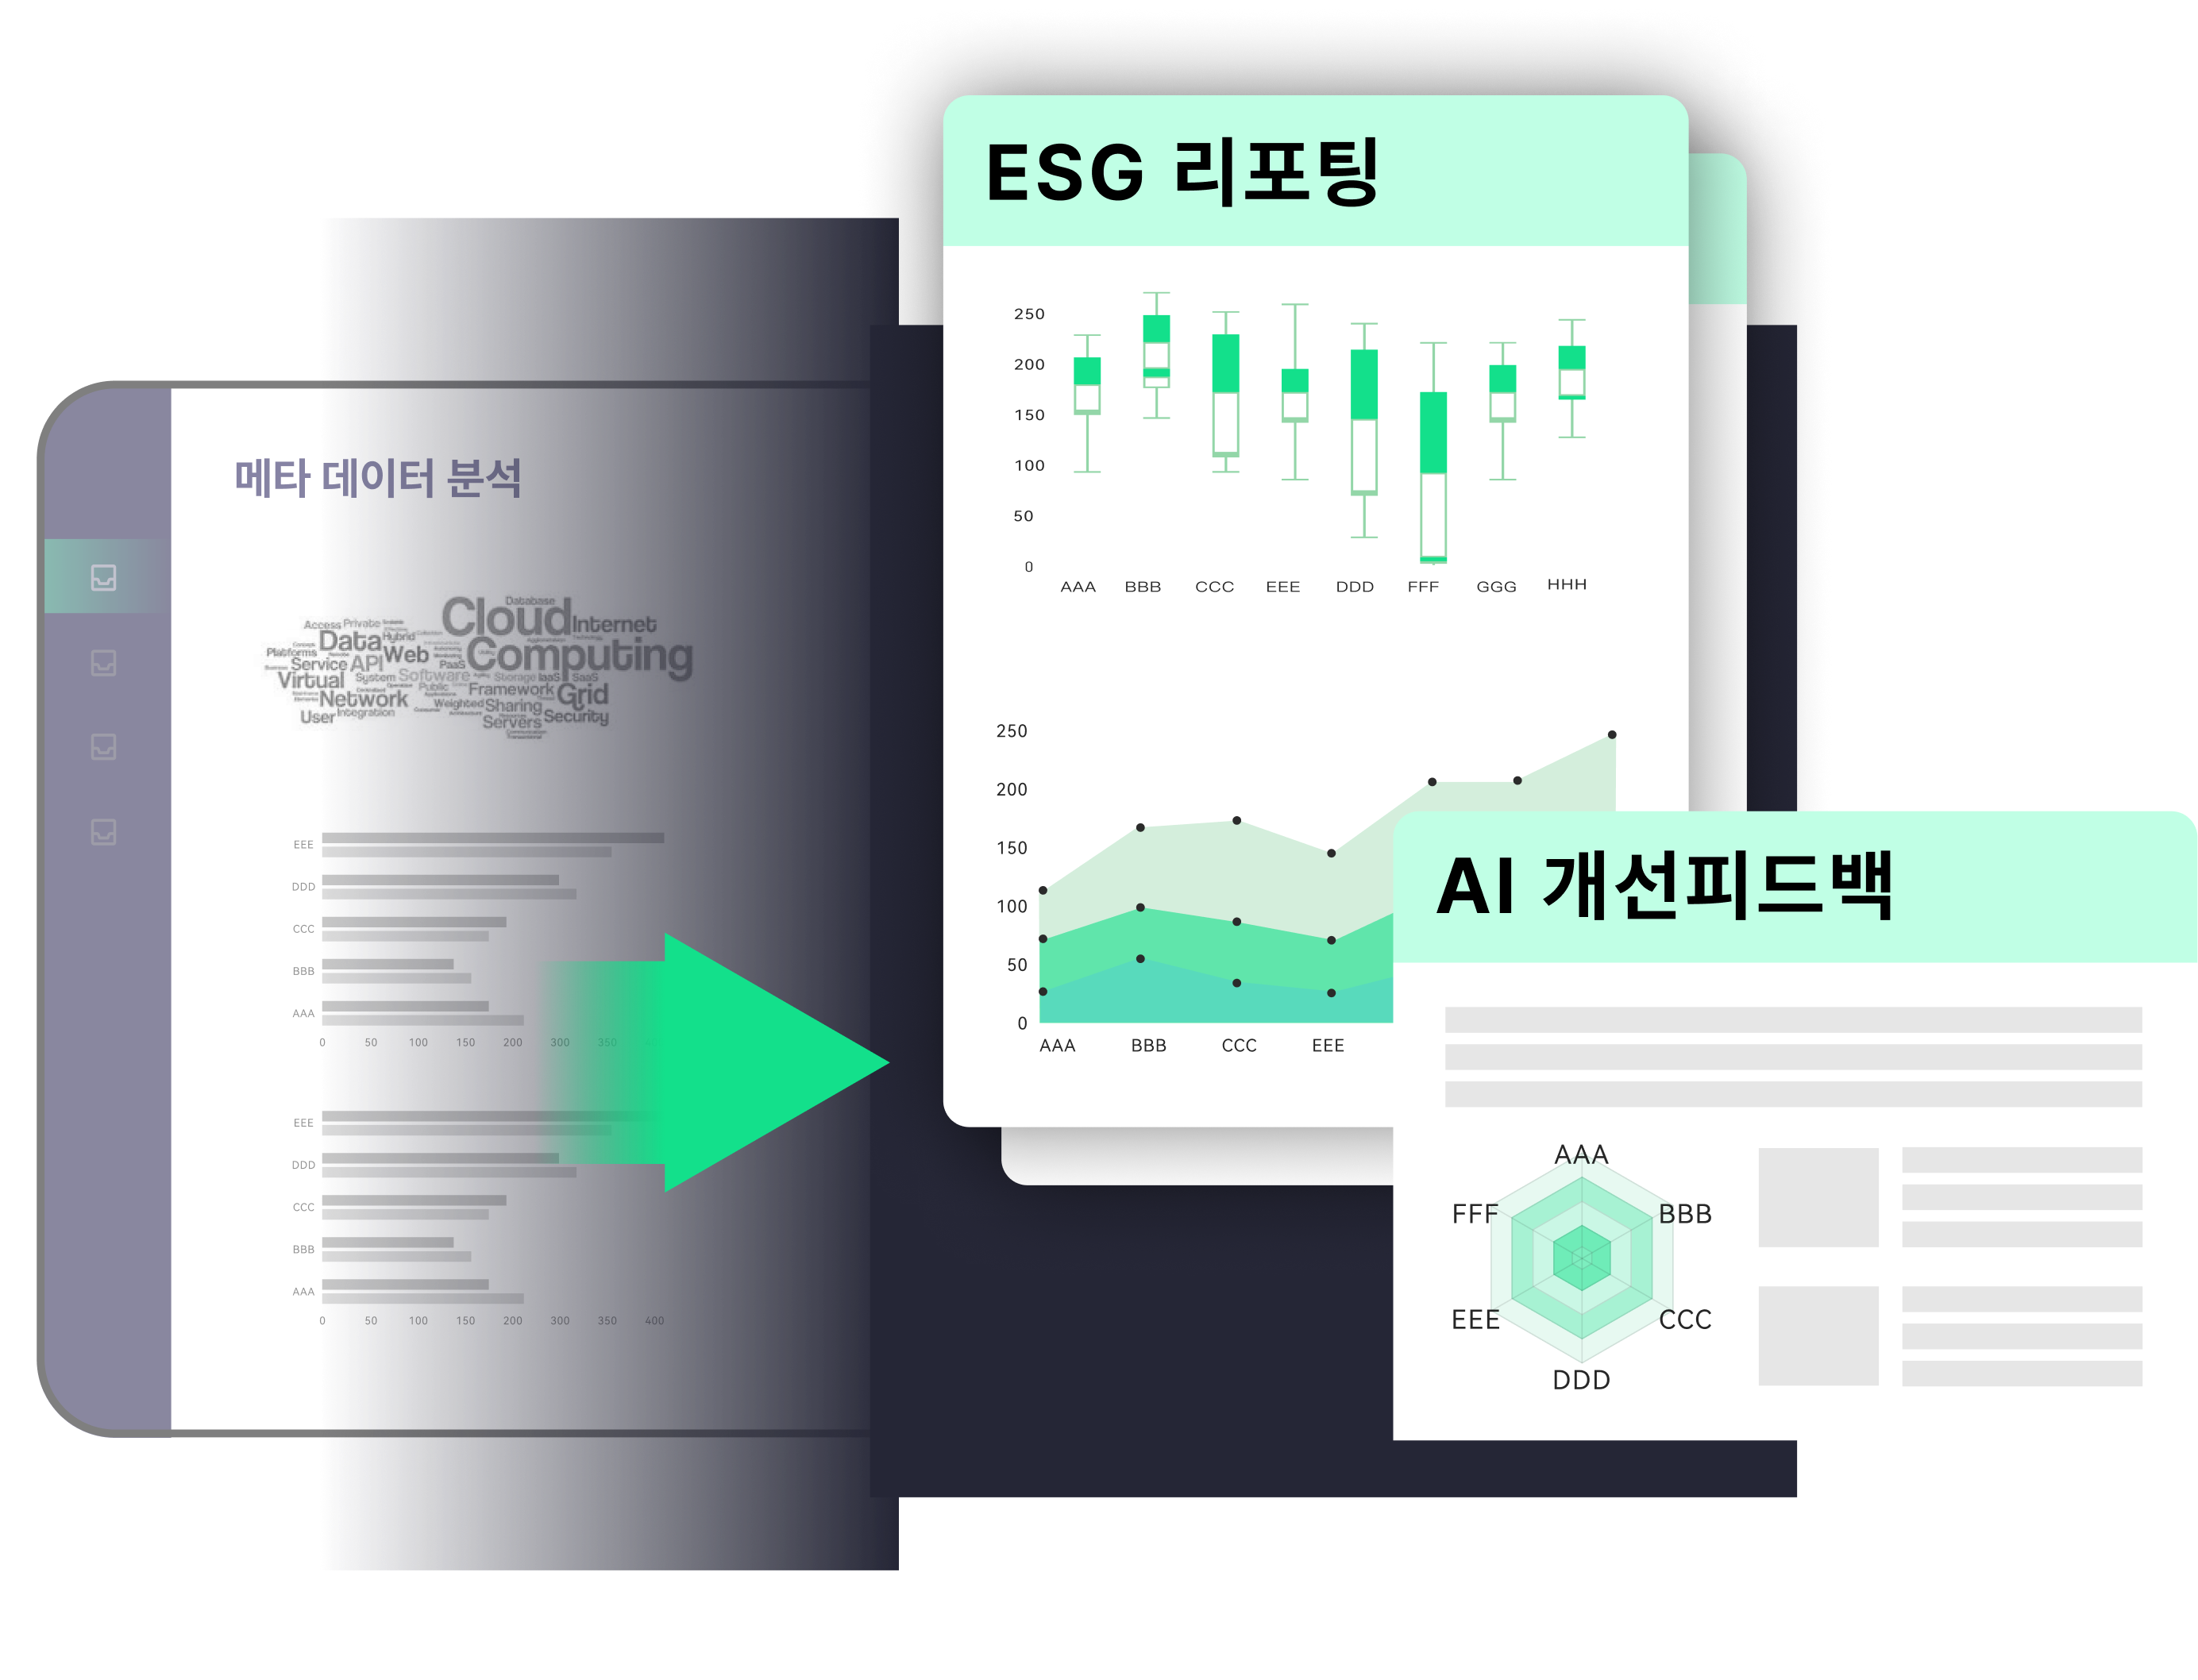 ESG 리포팅
250
200
150
100
50
0
AAA BBB CCC EEE DDD FFF GGG HHH
250
200
150
100
50
0
AAA BBB CCC EEE
AI 개선피드백
AAA
FFF BBB
EEE CCC
DDD
메타 데이터 분석
Database
Cloud
Internet
Access Private
Data Hybrid
Computing
Platforms
Web
Service API
PaaS
Virtual
System Software
Storage IaaS SaaS
Public
Framework
Grid
Network
Weighted Sharing
User Integration
Servers Security
EEE
DDD
CCC
BBB
AAA
0 50 100 150 200 300 350
EEE
DDD
CCC
BBB
AAA
0 50 100 150 200 300 350 400